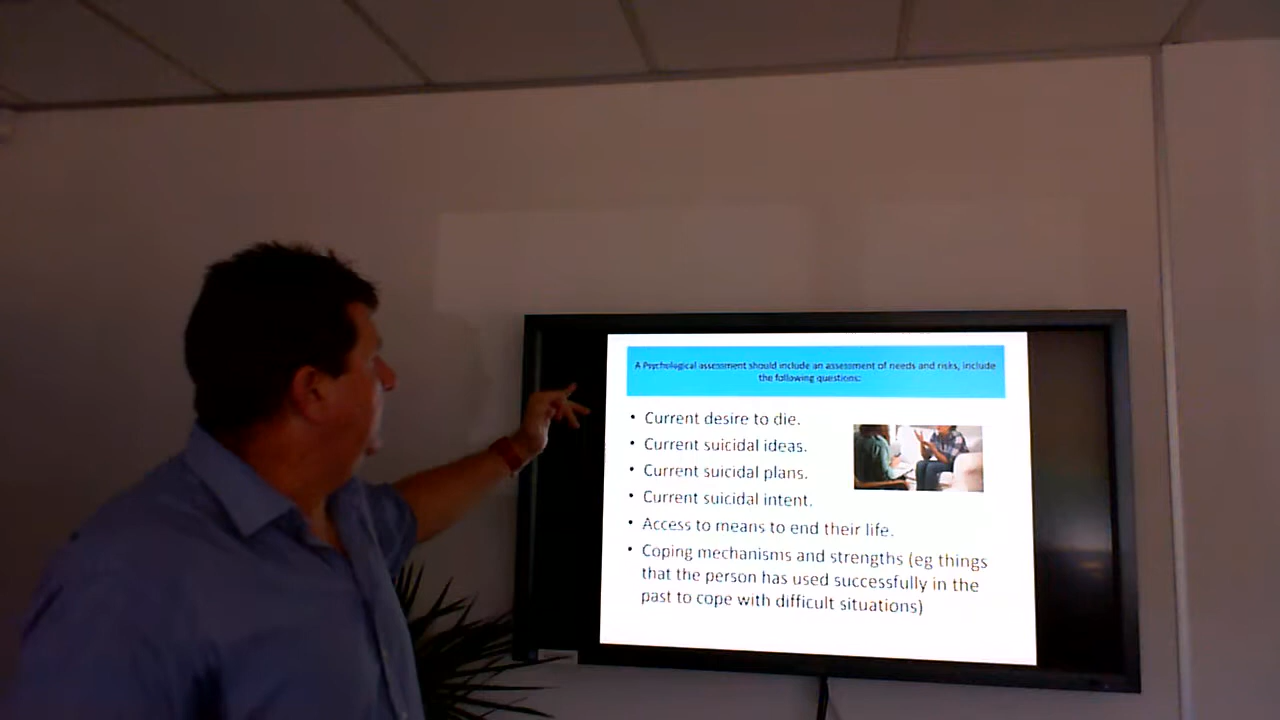 A Psychological assessment should include an assessment of needs and risks, include
the following questions:
• Current desire to die.
• Current suicidal ideas.
• Current suicidal plans.
• Current suicidal intent.
• Access to means to end their life.
• Coping mechanisms and strengths (eg things
that the person has used successfully in the
past to cope with difficult situations)